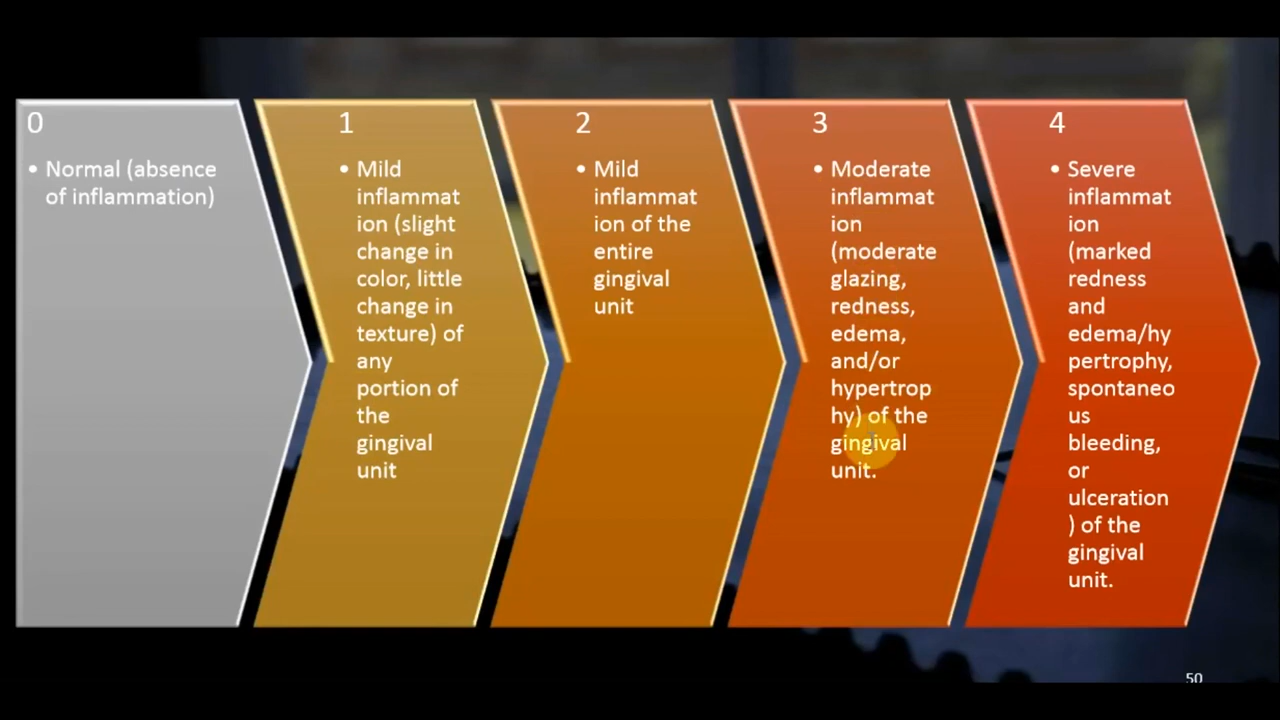 0
• Normal (absence
of inflammation)
1
• Mild
inflammat
ion (slight
change in
color, little
change in
texture) of
any
portion of
the
gingival
unit
2
• Mild
inflammat
ion of the
entire
gingival
unit
3
• Moderate
inflammat
ion
(moderate
glazing,
redness,
edema,
and/or
hypertrop
hy) of the
gingival
unit.
4
• Severe
inflammat
ion
(marked
redness
and
edema/hy
pertrophy,
spontaneo
us
bleeding,
or
ulceration
) of the
gingival
unit.
50